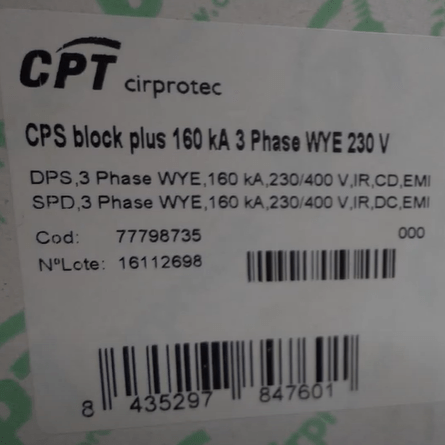 CPT cirprotec
CPS block plus 160 kA 3 Phase WYE 230 V
DPS,3 Phase WYE,160 kA,230/400 V,IR,CD,EMI
SPD,3 Phase WYE,160 kA,230/400 V,IR,DC,EMI
Cod: 77798735 000
NºLote: 16112698
8 435297 847601